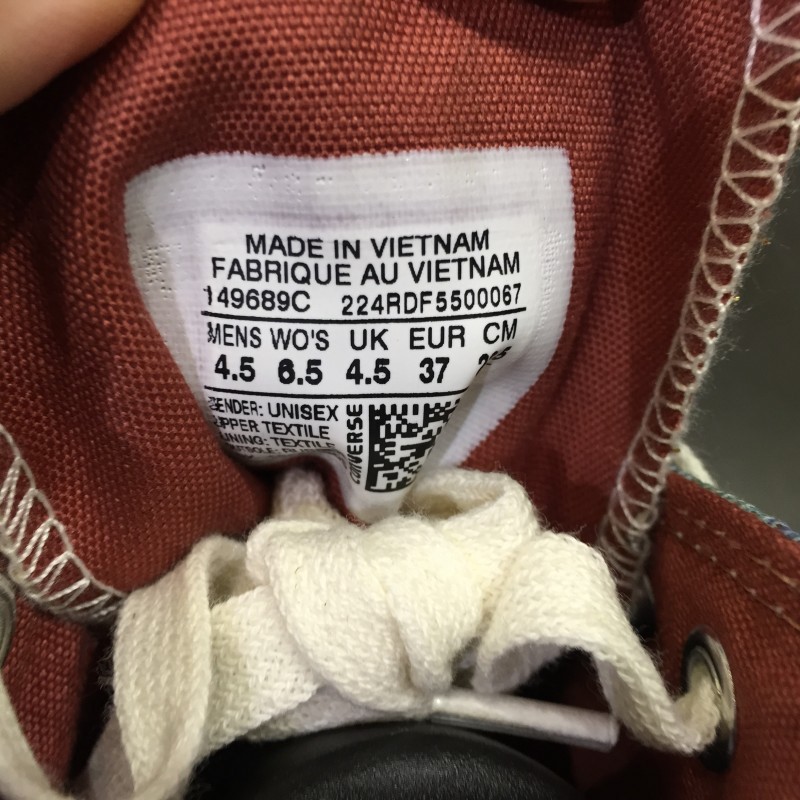 MADE IN VIETNAM
FABRIQUE AU VIETNAM
149689C 224RDF5500067
MENS WO'S UK EUR CM
4.5 6.5 4.5 37
GENDER: UNISEX
UPPER TEXTILE
LINING: TEXTILE
OUTSOLE:
CONVERSE